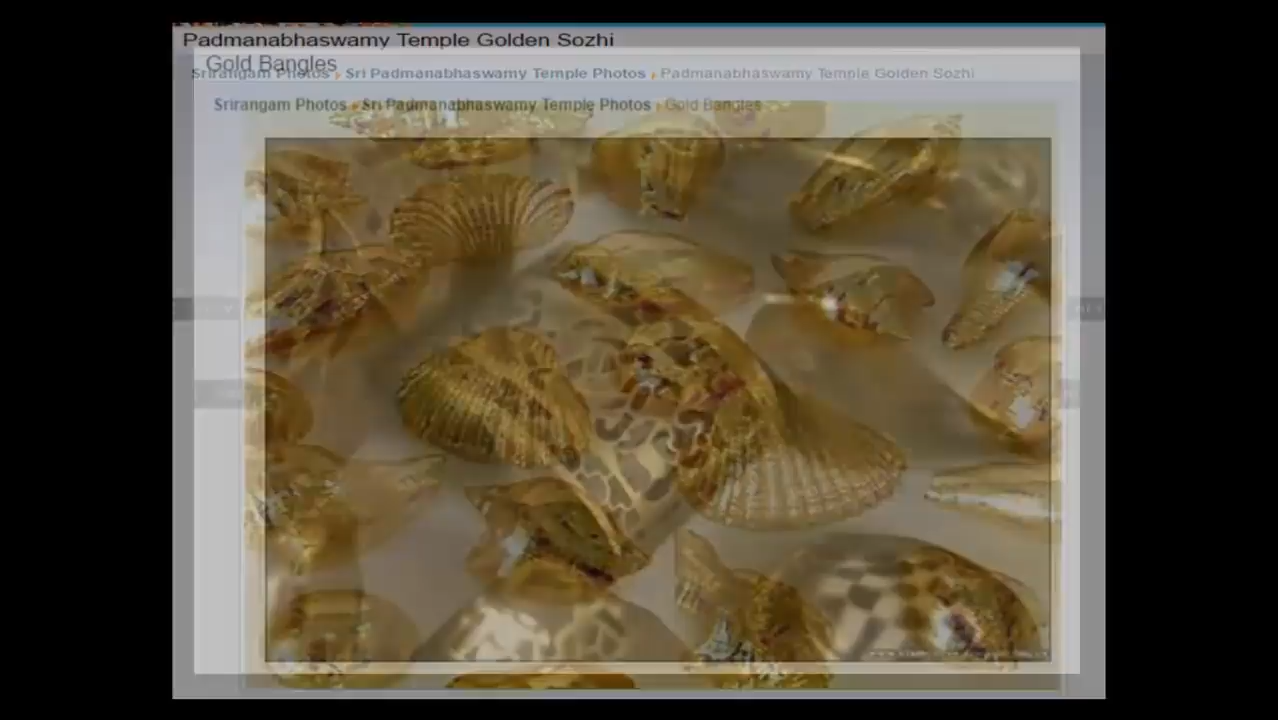 Padmanabhaswamy Temple Golden Sozhi
Gold Bangles
Srirangam Photos Sri Padmanabhaswamy Temple Photos Padmanabhaswamy Temple Golden Sozhi
Srirangam Photos Sri Padmanabhaswamy Temple Photos Gold Bangles